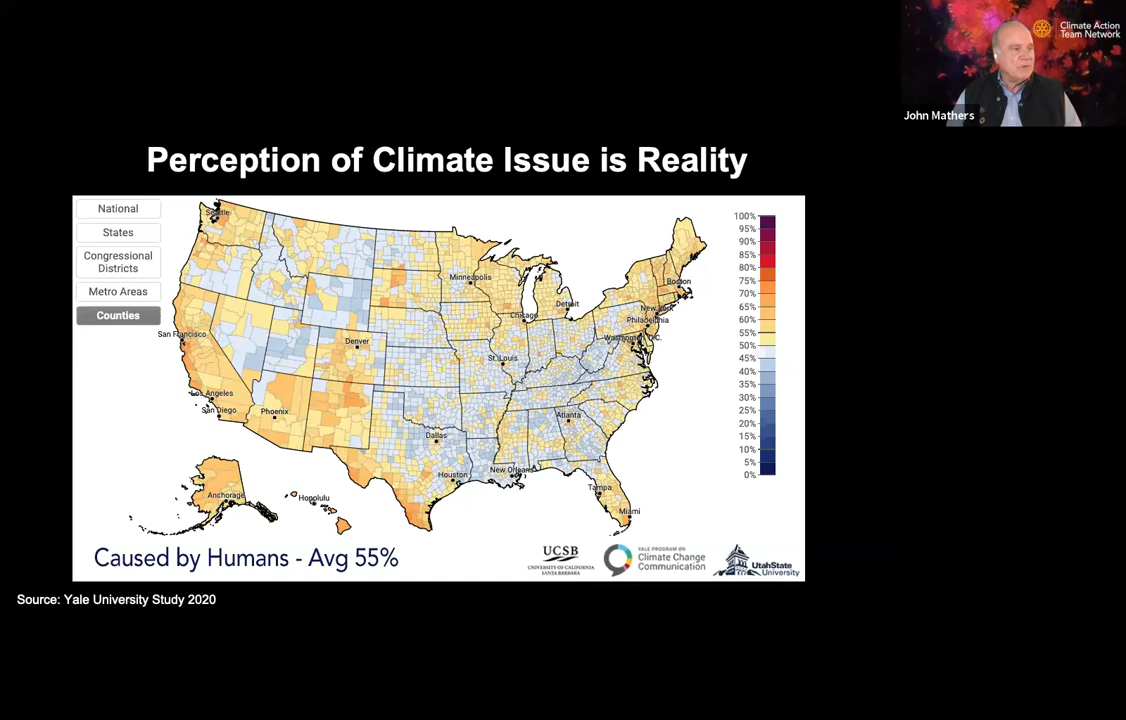 Climate Action
Team Network
John Mathers
Perception of Climate Issue is Reality
National
States
Congressional
Districts
Metro Areas
Counties
Seattle
Minneapolis
Boston
Detroit
New York
Chicago
Philadelphia
San Francisco
Denver
Washington, D.C.
St. Louis
Los Angeles
San Diego
Phoenix
Atlanta
Dallas
Houston
New Orleans
Tampa
Anchorage
Honolulu
Miami
100%
95%
90%
85%
80%
75%
70%
65%
60%
55%
50%
45%
40%
35%
30%
25%
20%
15%
10%
5%
0%
Caused by Humans - Avg 55%
UCSB
UNIVERSITY OF CALIFORNIA
SANTA BARBARA
YALE PROGRAM ON
Climate Change
Communication
UtahState
University
Source: Yale University Study 2020